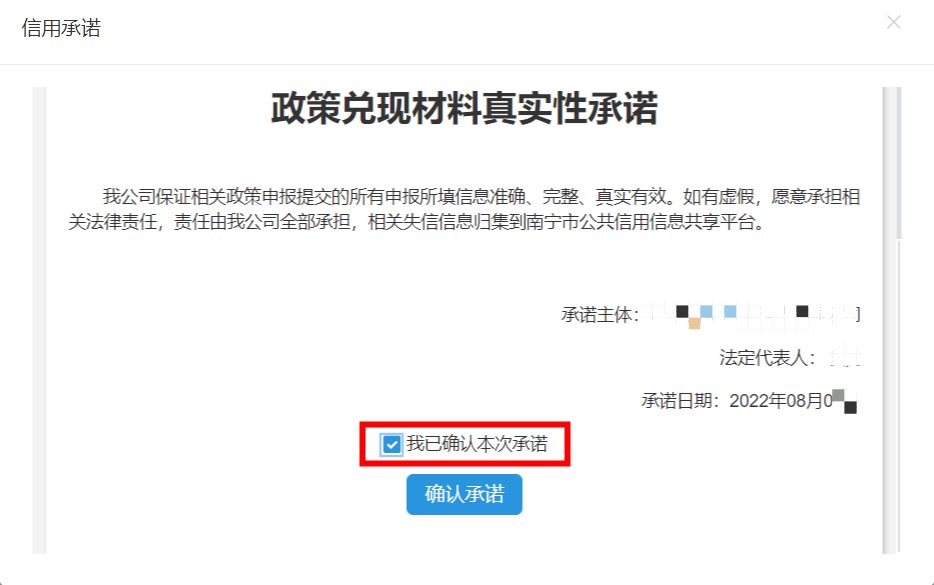 信用承诺
政策兑现材料真实性承诺
我公司保证相关政策申报提交的所有申报所填信息准确、完整、真实有效。如有虚假，愿意承担相
关法律责任，责任由我公司全部承担，相关失信信息归集到南宁市公共信用信息共享平台。
承诺主体：
法定代表人：
承诺日期：2022年08月0
我已确认本次承诺
确认承诺